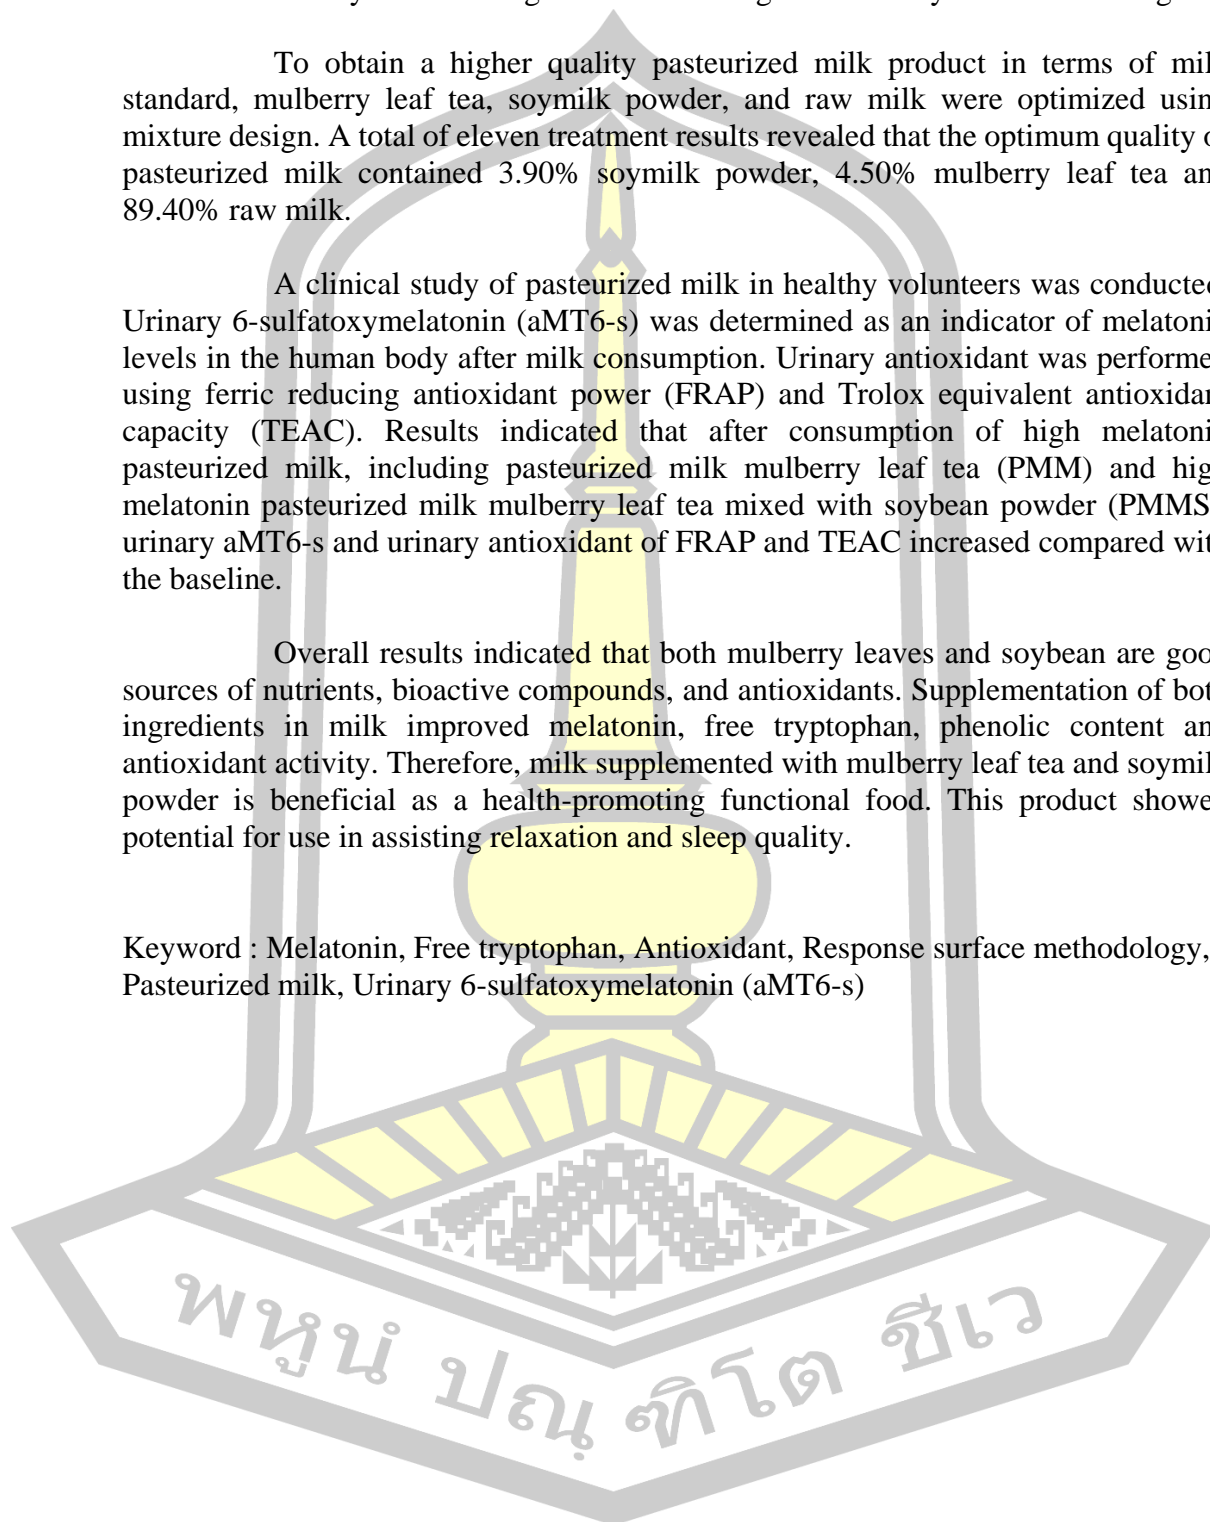 To obtain a higher quality pasteurized milk product in terms of mil
standard, mulberry leaf tea, soymilk powder, and raw milk were optimized usin
mixture design. A total of eleven treatment results revealed that the optimum quality o
pasteurized milk contained 3.90% soymilk powder, 4.50% mulberry leaf tea an
89.40% raw milk.
A clinical study of pasteurized milk in healthy volunteers was conducted
Urinary 6-sulfatoxymelatonin (aMT6-s) was determined as an indicator of melatoni
levels in the human body after milk consumption. Urinary antioxidant was performe
using ferric reducing antioxidant power (FRAP) and Trolox equivalent antioxidan
capacity (TEAC). Results indicated that after consumption of high melatoni
pasteurized milk, including pasteurized milk mulberry leaf tea (PMM) and hig
melatonin pasteurized milk mulberry leaf tea mixed with soybean powder (PMMS
urinary aMT6-s and urinary antioxidant of FRAP and TEAC increased compared wit
the baseline.
Overall results indicated that both mulberry leaves and soybean are goo
sources of nutrients, bioactive compounds, and antioxidants. Supplementation of bot
ingredients in milk improved melatonin, free tryptophan, phenolic content an
antioxidant activity. Therefore, milk supplemented with mulberry leaf tea and soymil
powder is beneficial as a health-promoting functional food. This product showe
potential for use in assisting relaxation and sleep quality.
Keyword : Melatonin, Free tryptophan, Antioxidant, Response surface methodology,
Pasteurized milk, Urinary 6-sulfatoxymelatonin (aMT6-s)
พหูนํ ปณฺฑิโต ชีเว